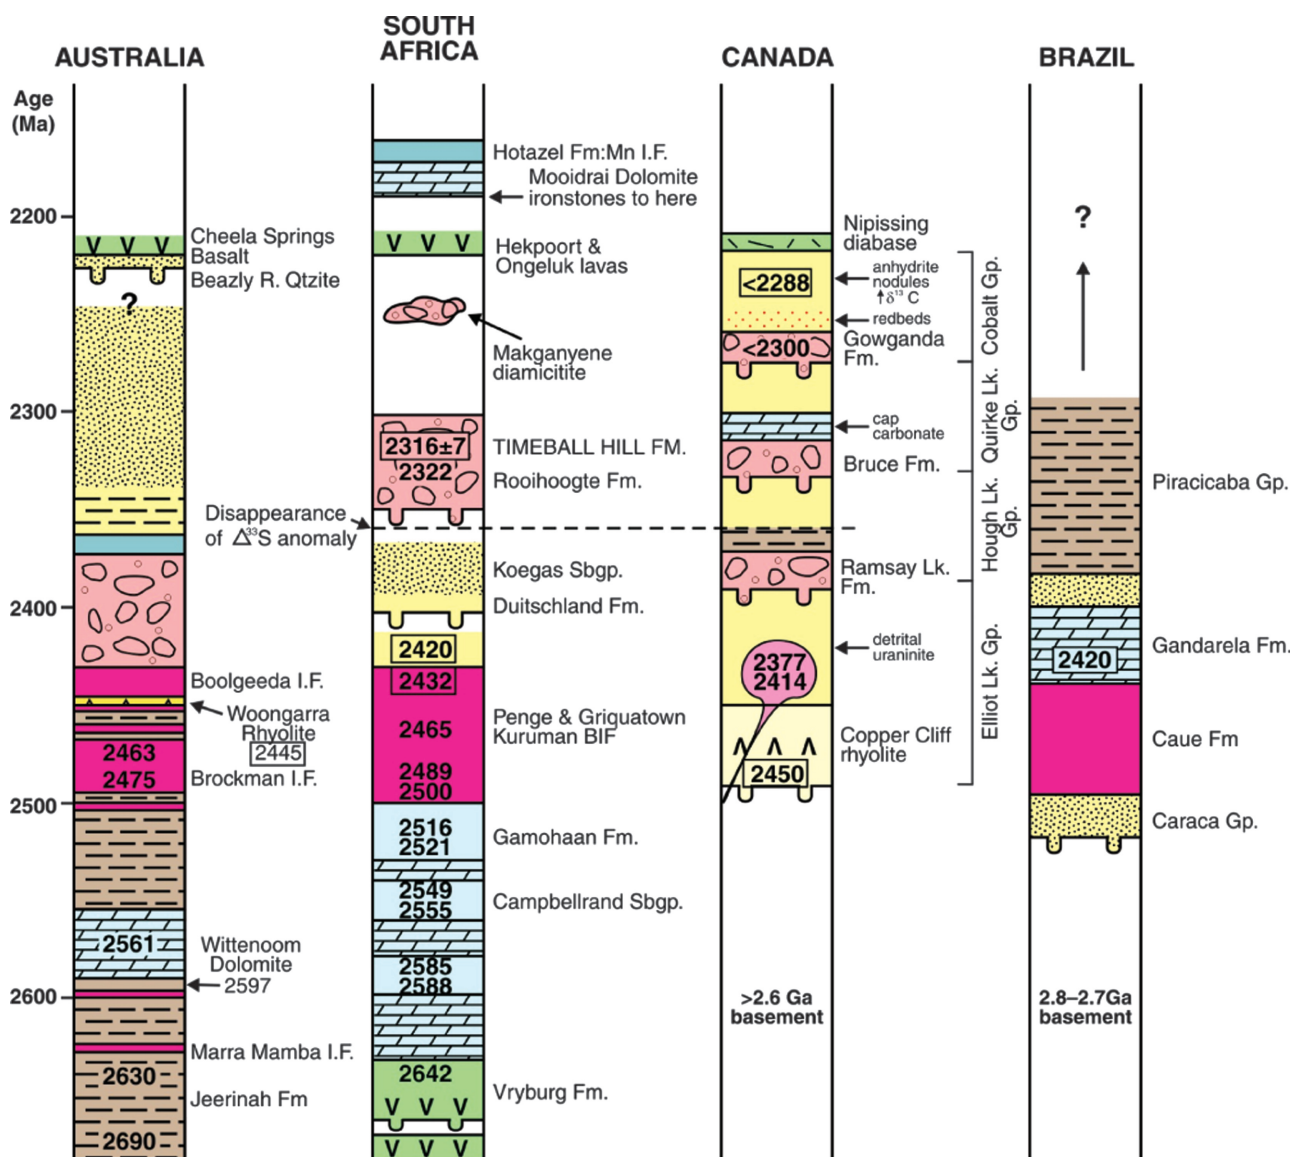 AUSTRALIA
SOUTH
AFRICA
CANADA
BRAZIL
Age
(Ma)
2200
2300
2400
2500
2600
Cheela Springs
Basalt
Beazly R. Qtzite
?
Disappearance
of Δ³³S anomaly
Boolgeeda I.F.
Woongarra
Rhyolite
2445
2463
2475
Brockman I.F.
2561
Wittenoom
Dolomite
2597
Marra Mamba I.F.
2630
Jeerinah Fm
2690
Hotazel Fm:Mn I.F.
Mooidrai Dolomite
ironstones to here
Hekpoort &
Ongeluk lavas
Makganyene
diamicitite
2316±7
TIMEBALL HILL FM.
2322
Rooihoogte Fm.
Koegas Sbgp.
Duitschland Fm.
2420
2432
2465
Penge & Griquatown
Kuruman BIF
2489
2500
2516
2521
Gamohaan Fm.
2549
2555
Campbellrand Sbgp.
2585
2588
2642
Vryburg Fm.
Nipissing
diabase
<2288
anhydrite
nodules
↑δ¹³ C
redbeds
<2300
Gowganda
Fm.
cap
carbonate
Bruce Fm.
Ramsay Lk.
Fm.
detrital
uraninite
2377
2414
Copper Cliff
rhyolite
2450
Cobalt Gp.
Quirke Lk.
Gp.
Hough Lk.
Gp.
Elliot Lk. Gp.
>2.6 Ga
basement
?
Piracicaba Gp.
Gandarela Fm.
2420
Caue Fm
Caraca Gp.
2.8–2.7Ga
basement